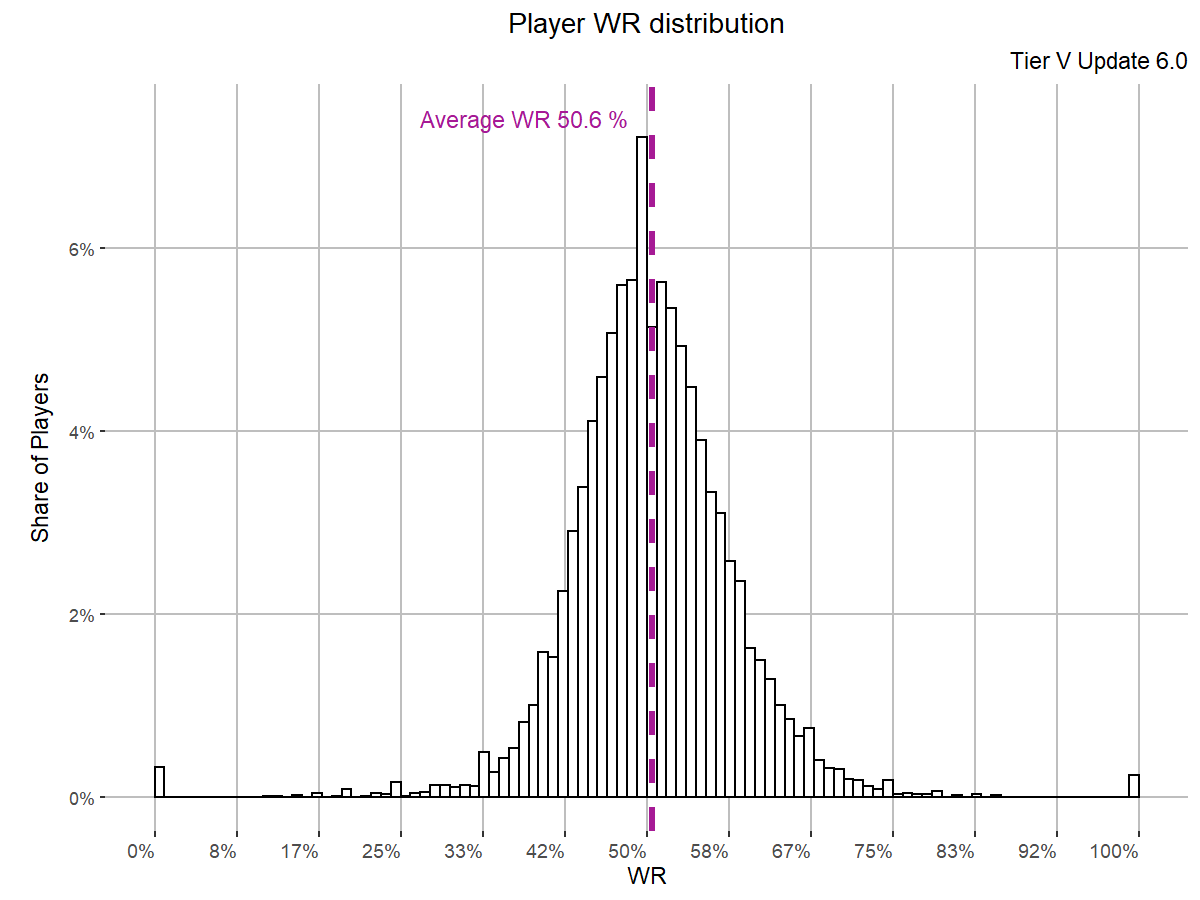 Player WR distribution
Tier V Update 6.0
Average WR 50.6 %
Share of Players
6%
4%
2%
0%
0% 8% 17% 25% 33% 42% 50% 58% 67% 75% 83% 92% 100%
WR